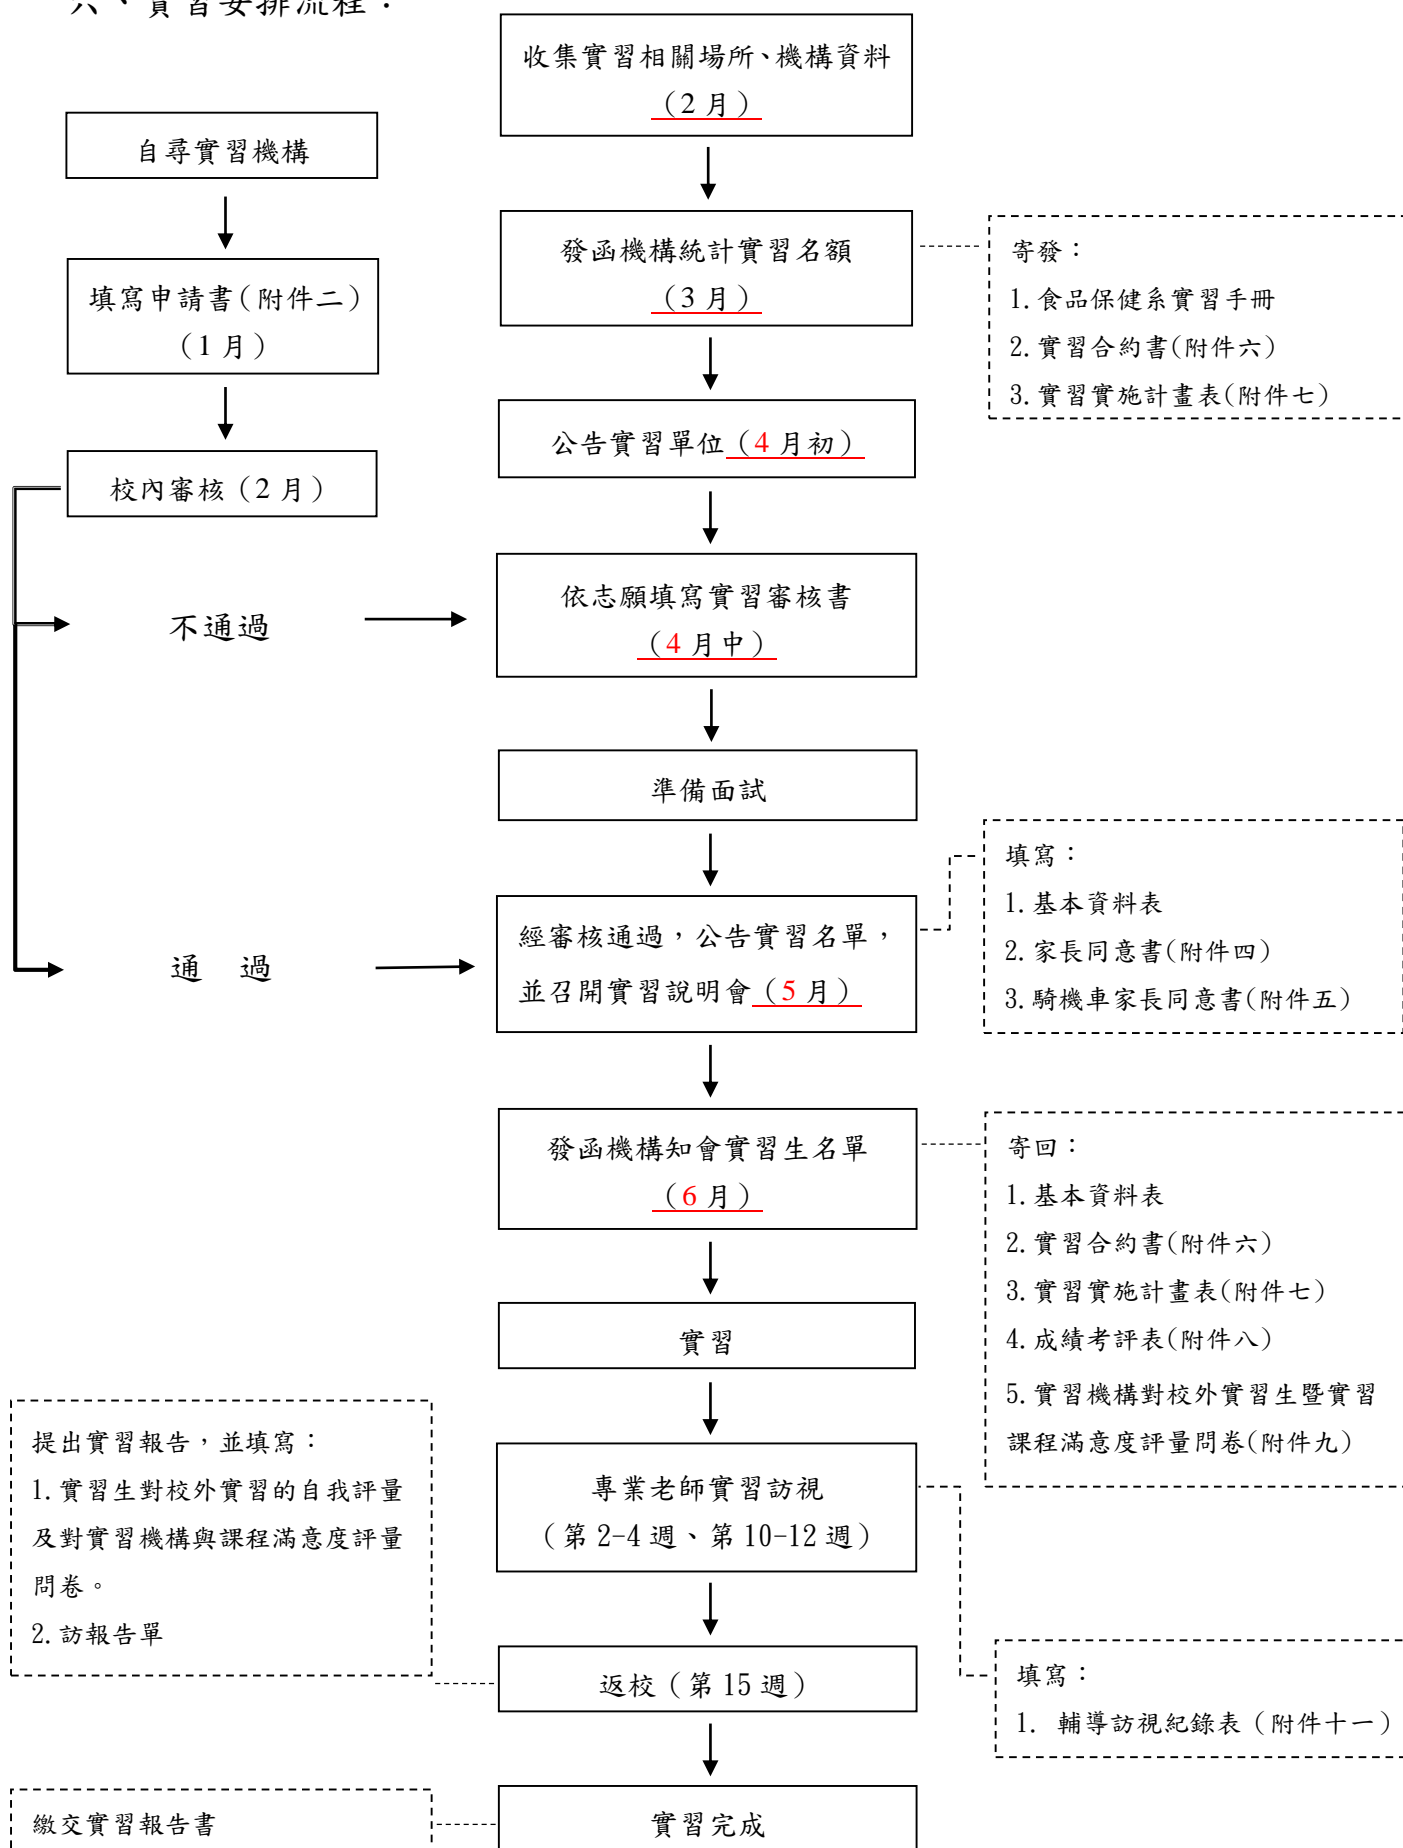 六、實習安排流程：
收集實習相關場所、機構資料
（2 月）
自尋實習機構
發函機構統計實習名額
（3 月）
寄發：
1.食品保健系實習手冊
2.實習合約書(附件六)
3.實習實施計畫表(附件七)
填寫申請書(附件二)
（1 月）
公告實習單位（4 月初）
校內審核（2 月）
依志願填寫實習審核書
（4 月中）
不通過
準備面試
填寫：
1.基本資料表
2.家長同意書(附件四)
3.騎機車家長同意書(附件五)
經審核通過，公告實習名單，
並召開實習說明會（5 月）
通　過
發函機構知會實習生名單
（6 月）
寄回：
1.基本資料表
2.實習合約書(附件六)
3.實習實施計畫表(附件七)
4.成績考評表(附件八)
5.實習機構對校外實習生暨實習
課程滿意度評量問卷(附件九)
實習
提出實習報告，並填寫：
1.實習生對校外實習的自我評量
及對實習機構與課程滿意度評量
問卷。
2.訪報告單
專業老師實習訪視
（第 2-4 週、第 10-12 週）
返校（第 15 週）
填寫：
1. 輔導訪視紀錄表（附件十一）
繳交實習報告書
實習完成